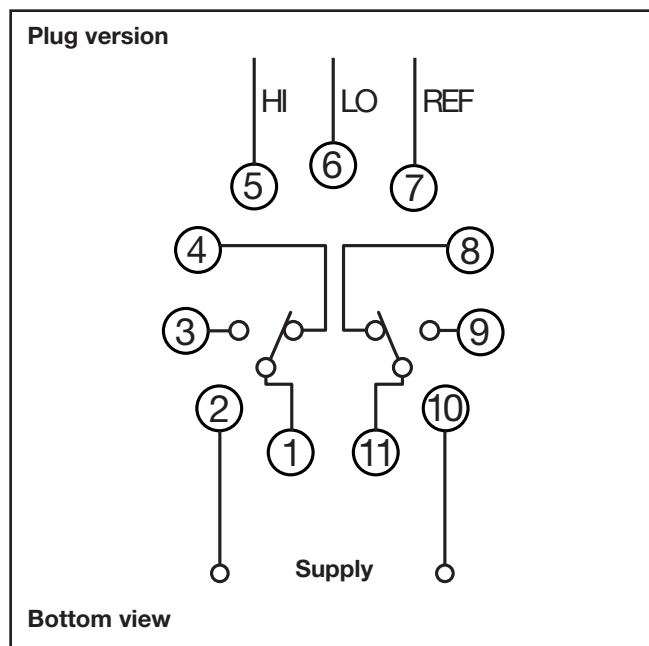 Plug version
HI LO REF
5 6 7
4 8
3 9
2 10
1 11
Supply
Bottom view